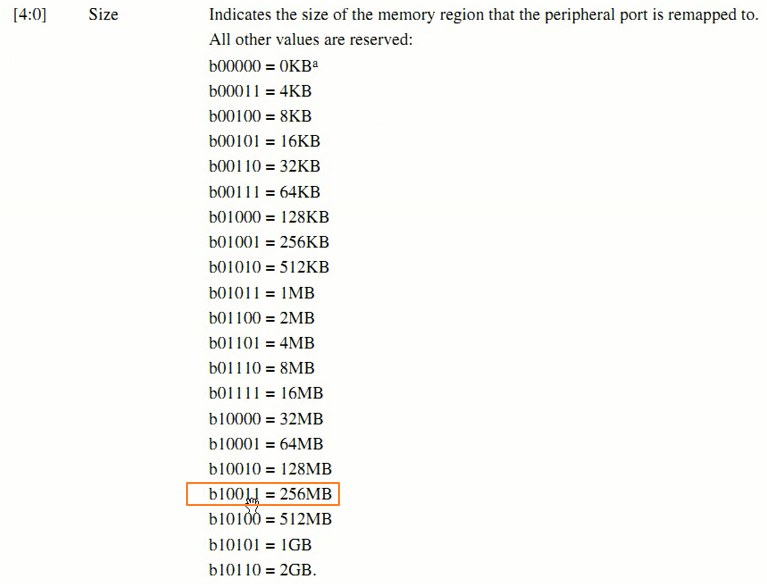 [4:0] Size Indicates the size of the memory region that the peripheral port is remapped to.
All other values are reserved:
b00000 = 0KBa
b00011 = 4KB
b00100 = 8KB
b00101 = 16KB
b00110 = 32KB
b00111 = 64KB
b01000 = 128KB
b01001 = 256KB
b01010 = 512KB
b01011 = 1MB
b01100 = 2MB
b01101 = 4MB
b01110 = 8MB
b01111 = 16MB
b10000 = 32MB
b10001 = 64MB
b10010 = 128MB
b10011 = 256MB
b10100 = 512MB
b10101 = 1GB
b10110 = 2GB.